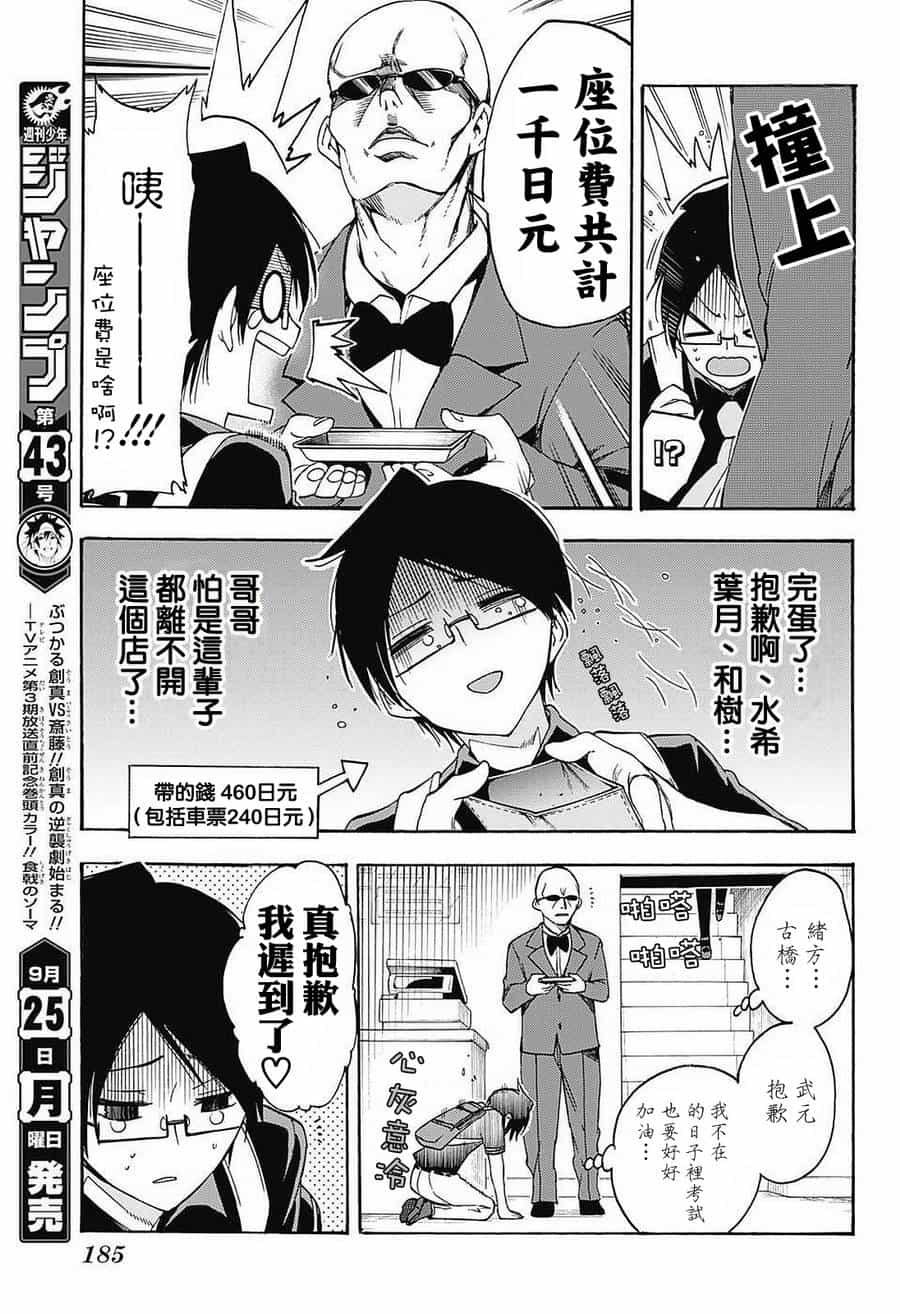 撞上
!?
座位費共計
一千日元
咦————!!!
座位費是啥啊!?
完蛋了…
抱歉啊、水希
葉月、和樹…
飄落飄落
哥哥
怕是這輩子
都離不開
這個店了…
帶的錢 460日元
(包括車票240日元)
緒方…
古橋…
啪嗒
啪嗒
武元
抱歉
我不在
的日子裡考試
也要好好
加油…
心灰意冷
真抱歉
我遲到了♡
週刊少年
ジャンプ
第
43
号
ぶつかる創真VS斎藤!!創真の逆襲劇始まる!!
—TVアニメ第3期放送直前記念巻頭カラー!! 食戟のソーマ
9月
25
日
月
曜日
発売
185